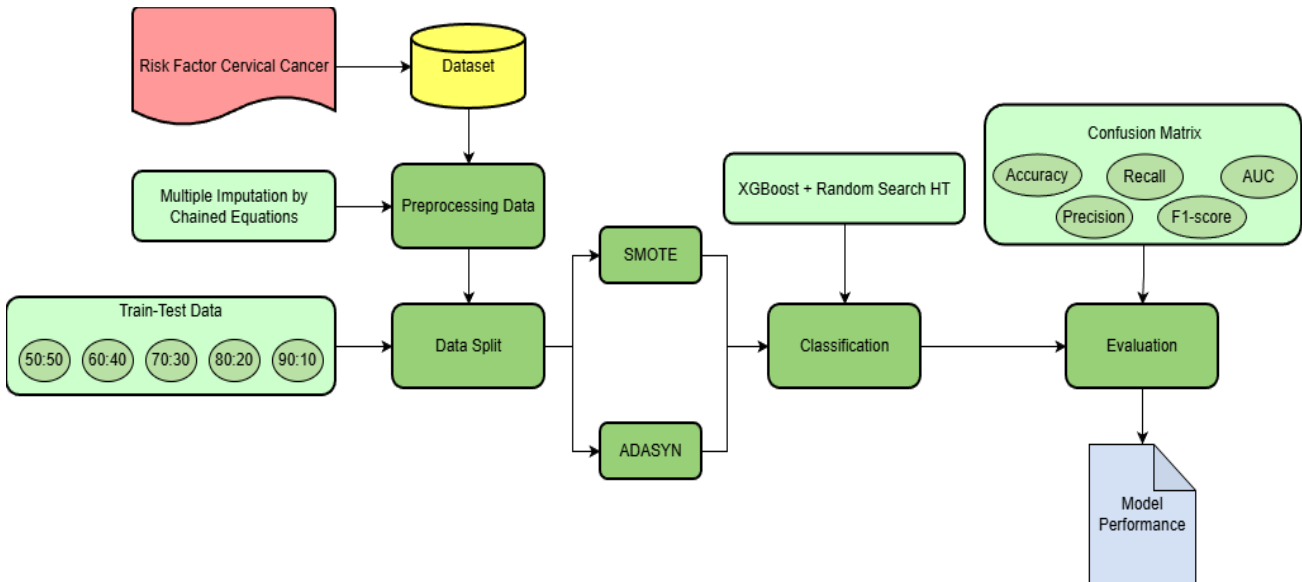 Risk Factor Cervical Cancer
Dataset
Multiple Imputation by
Chained Equations
Preprocessing Data
Train-Test Data
50:50
60:40
70:30
80:20
90:10
Data Split
SMOTE
ADASYN
XGBoost + Random Search HT
Classification
Confusion Matrix
Accuracy
Recall
AUC
Precision
F1-score
Evaluation
Model
Performance